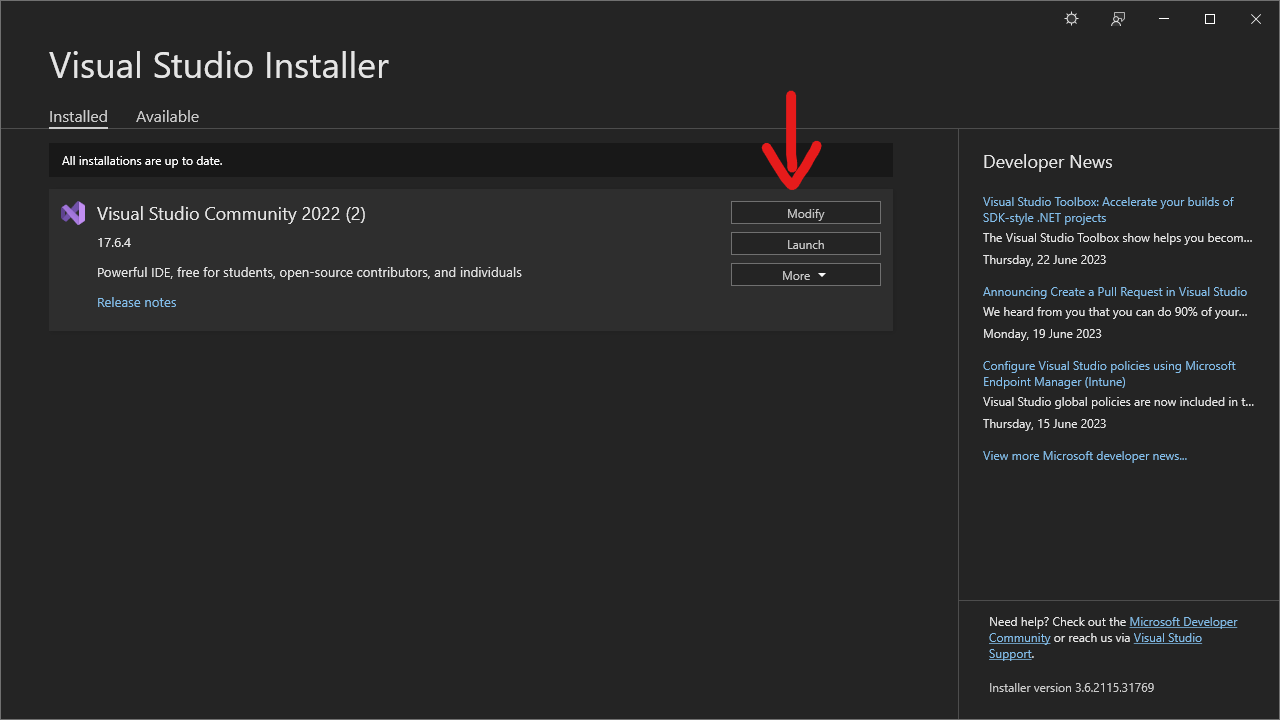 Visual Studio Installer
Installed
Available
All installations are up to date.
Visual Studio Community 2022 (2)
17.6.4
Powerful IDE, free for students, open-source contributors, and individuals
Release notes
Modify
Launch
More
Developer News
Visual Studio Toolbox: Accelerate your builds of
SDK-style .NET projects
The Visual Studio Toolbox show helps you becom...
Thursday, 22 June 2023
Announcing Create a Pull Request in Visual Studio
We heard from you that you can do 90% of your...
Monday, 19 June 2023
Configure Visual Studio policies using Microsoft
Endpoint Manager (Intune)
Visual Studio global policies are now included in t...
Thursday, 15 June 2023
View more Microsoft developer news...
Need help? Check out the Microsoft Developer
Community or reach us via Visual Studio
Support.
Installer version 3.6.2115.31769